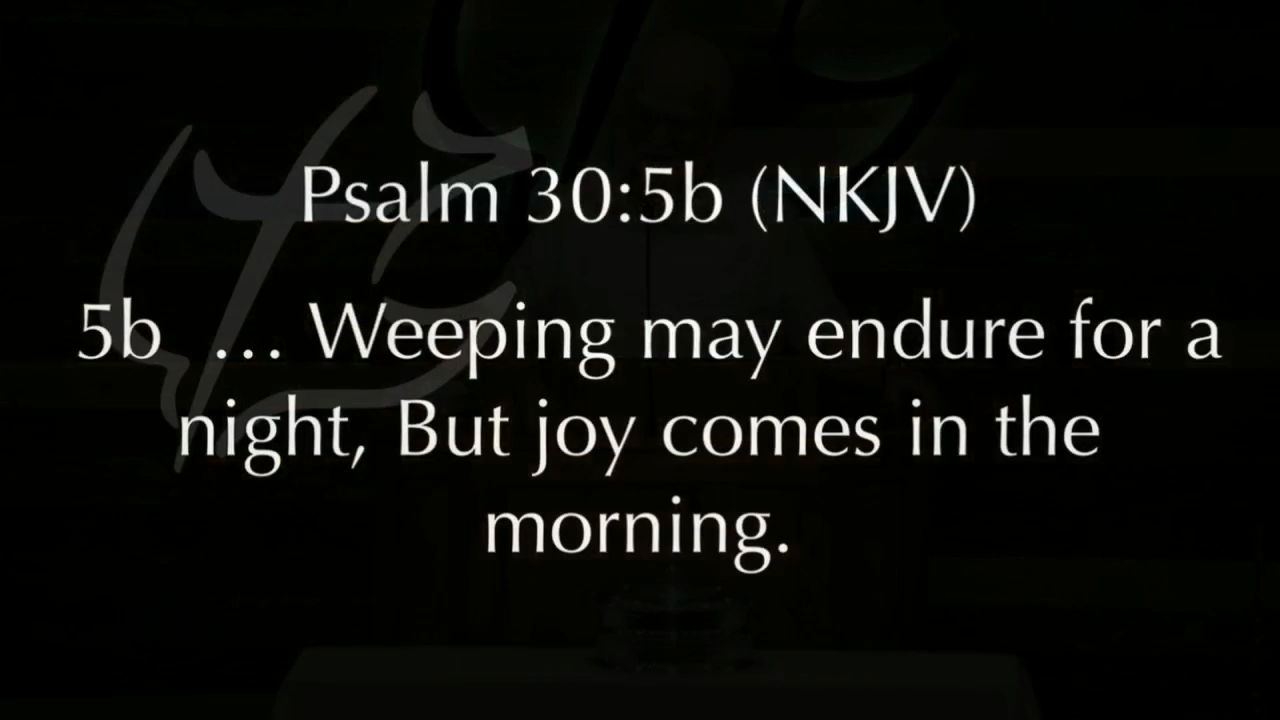 Psalm 30:5b (NKJV)
5b … Weeping may endure for a
night, But joy comes in the
morning.